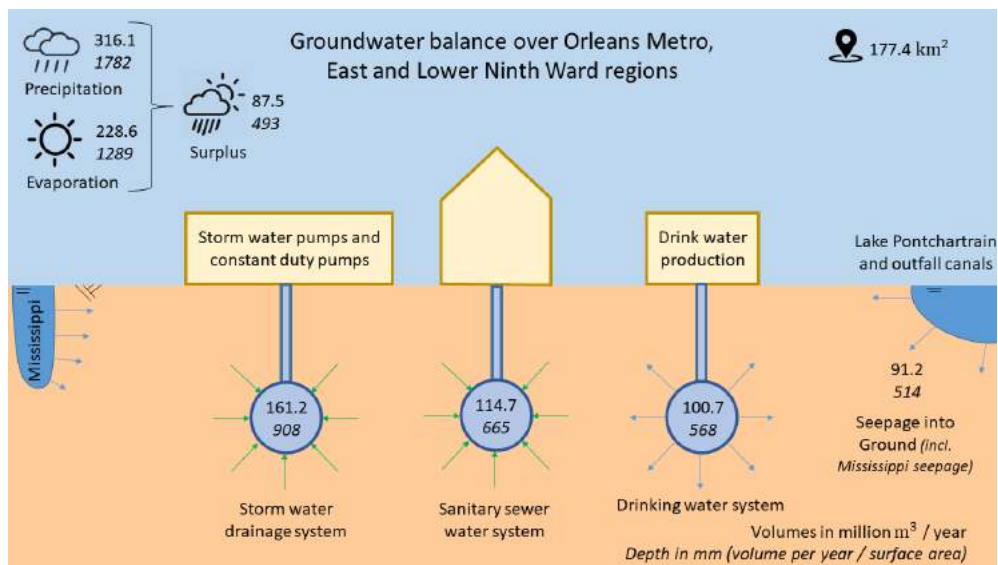 Groundwater balance over Orleans Metro,
East and Lower Ninth Ward regions
177.4 km²
316.1
1782
Precipitation
228.6
1289
Evaporation
87.5
493
Surplus
Storm water pumps and
constant duty pumps
Drink water
production
Lake Pontchartrain
and outfall canals
Mississippi
161.2
908
Storm water
drainage system
114.7
665
Sanitary sewer
water system
100.7
568
Drinking water system
91.2
514
Seepage into
Ground (incl.
Mississippi seepage)
Volumes in million m³ / year
Depth in mm (volume per year / surface area)